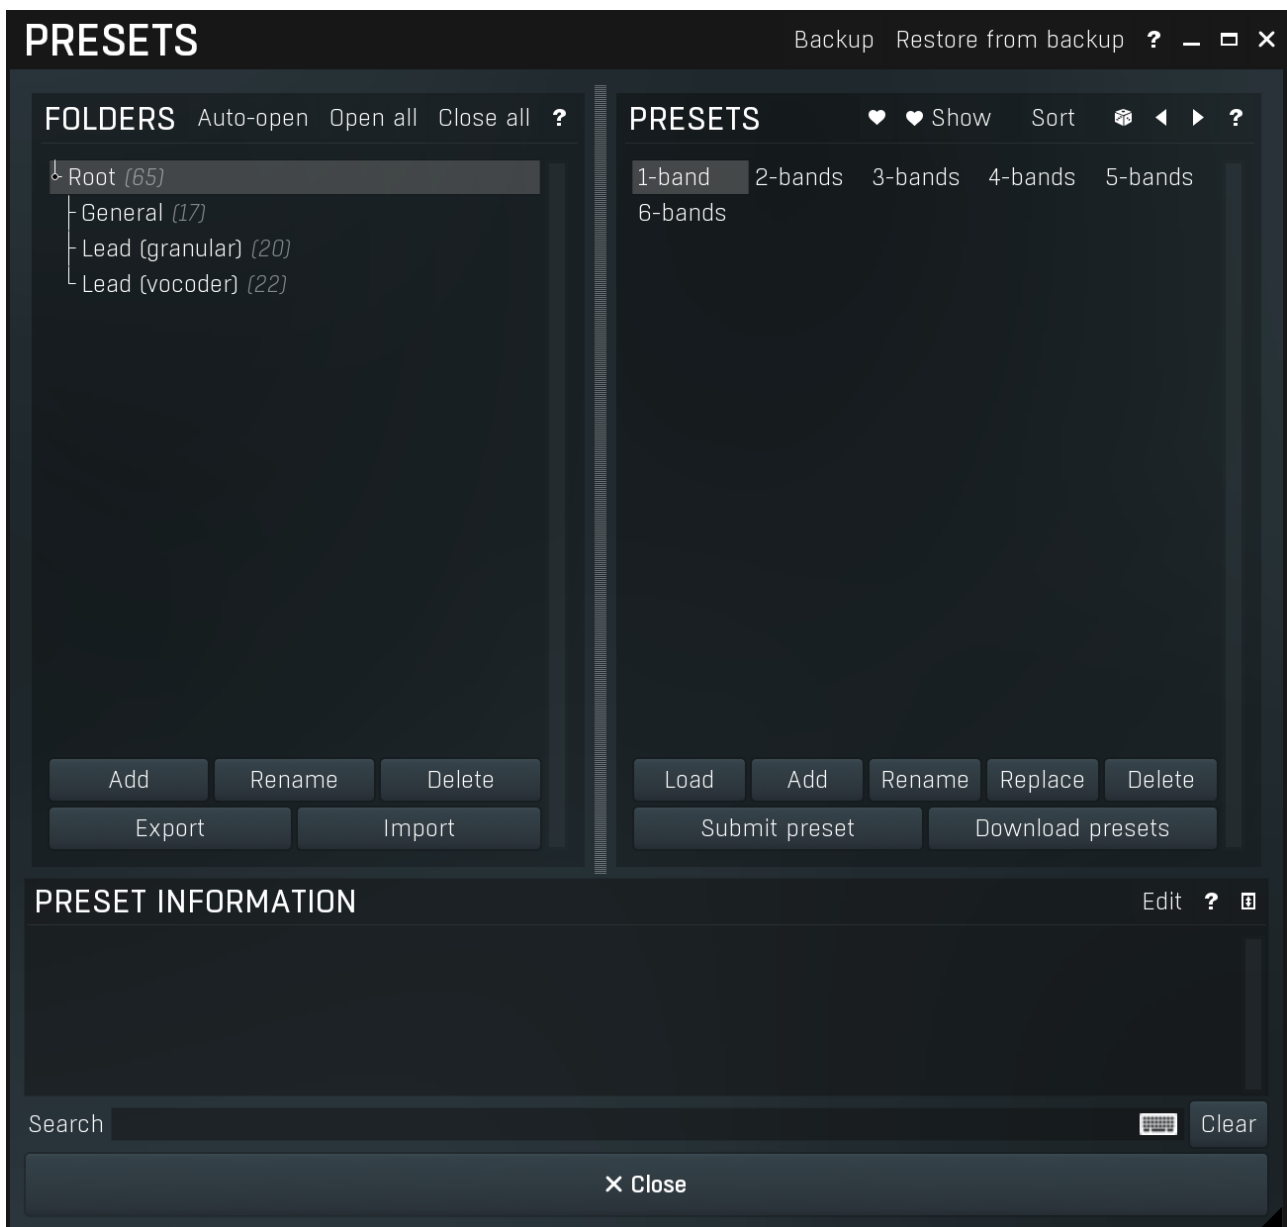 PRESETS Backup Restore from backup ?
FOLDERS Auto-open Open all Close all ?
Root (65)
General (17)
Lead (granular) (20)
Lead (vocoder) (22)
Add Rename Delete
Export Import
PRESETS Show Sort ?
1-band 2-bands 3-bands 4-bands 5-bands
6-bands
Load Add Rename Replace Delete
Submit preset Download presets
PRESET INFORMATION Edit ?
Search Clear
Close